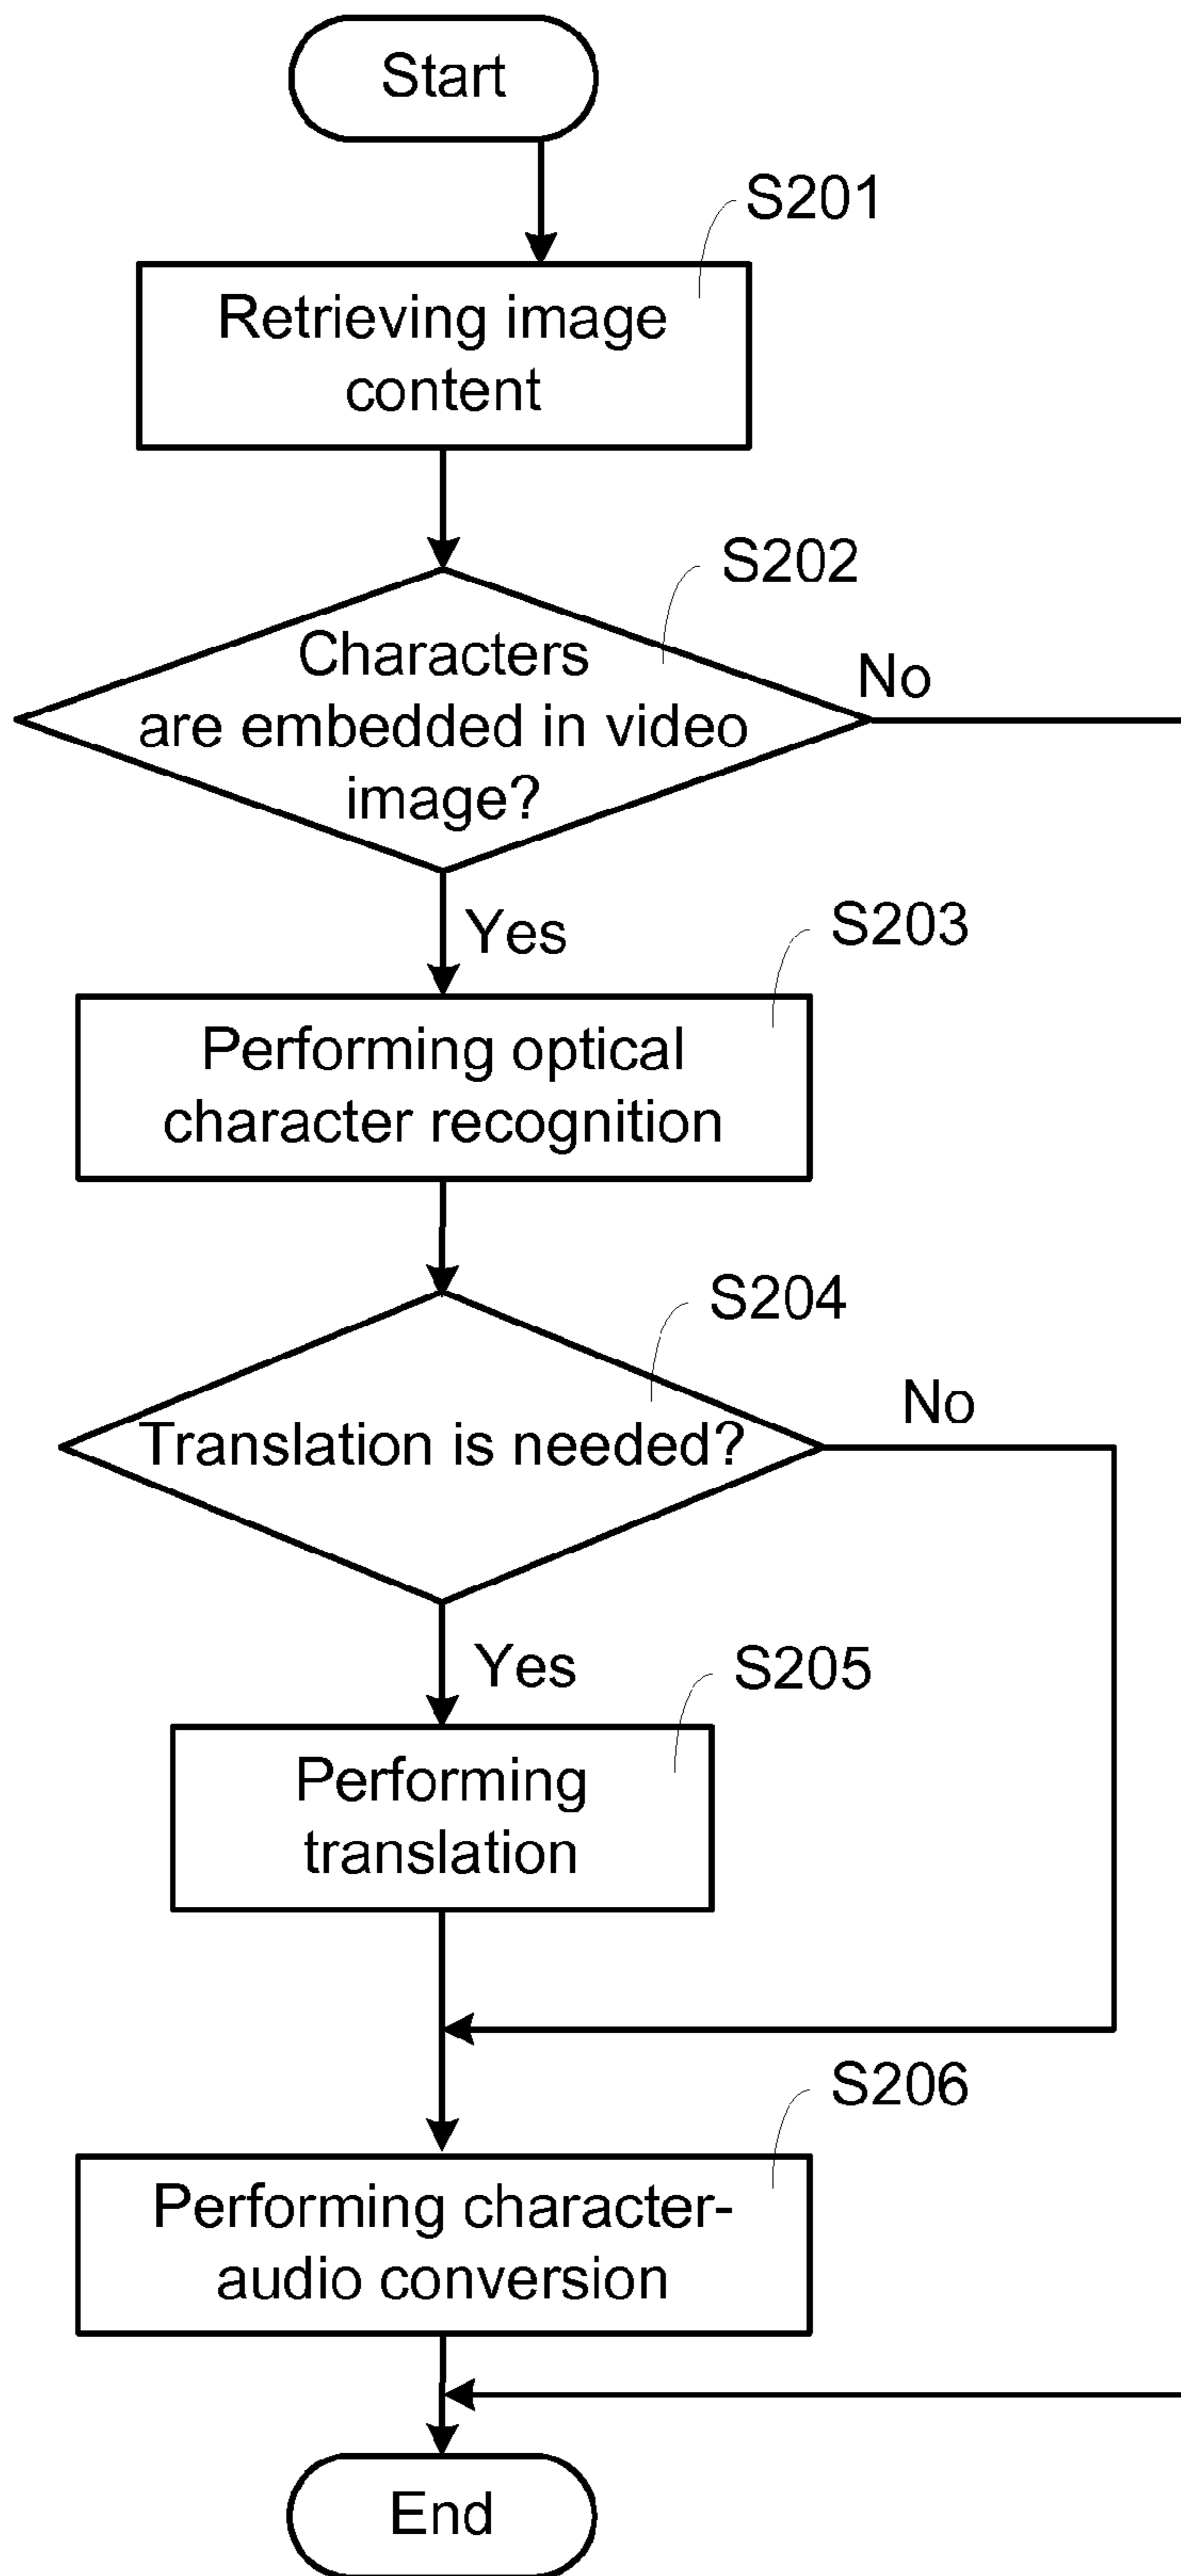 Start
S201
Retrieving image
content
S202
Characters
are embedded in video
image?
No
Yes
S203
Performing optical
character recognition
S204
Translation is needed?
No
Yes
S205
Performing
translation
S206
Performing character-
audio conversion
End